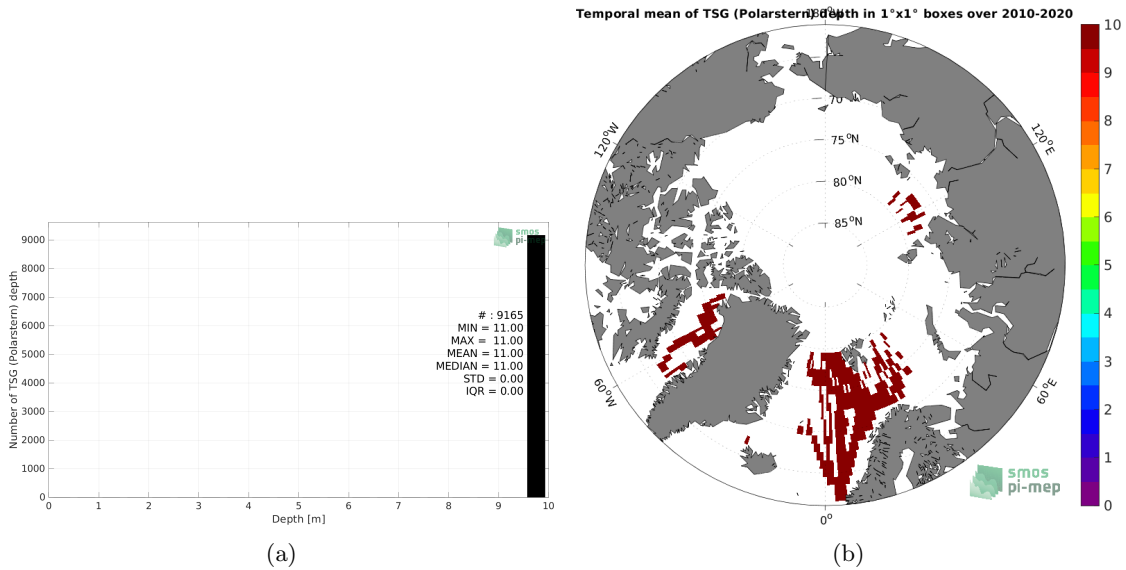 Number of TSG (Polarstern) depth
9000
8000
7000
6000
5000
4000
3000
2000
1000
0
smos
pi-mep
# : 9165
MIN = 11.00
MAX = 11.00
MEAN = 11.00
MEDIAN = 11.00
STD = 0.00
IQR = 0.00
0 1 2 3 4 5 6 7 8 9 10
Depth [m]
(a)
Temporal mean of TSG (Polarstern) depth in 1°x1° boxes over 2010-2020
180°W
120°W
120°E
60°W
60°E
0°
70°N
75°N
80°N
85°N
10
9
8
7
6
5
4
3
2
1
0
smos
pi-mep
(b)